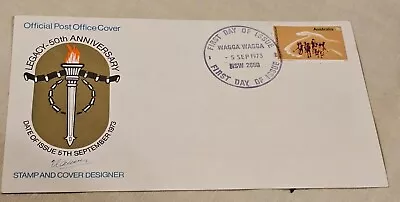 Official Post Office Cover
LEGACY-50th ANNIVERSARY
DATE OF ISSUE 5TH SEPTEMBER 1973
STAMP AND COVER DESIGNER
FIRST DAY OF ISSUE
WAGGA WAGGA
- 5 SEP 1973
NSW 2650
FIRST DAY OF ISSUE
Australia